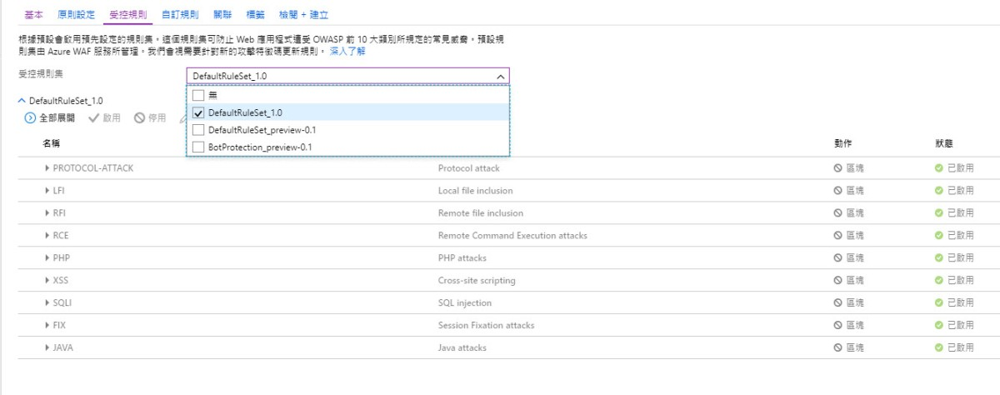 基本 原則設定 受控規則 自訂規則 關聯 標籤 檢閱 + 建立
根據預設會啟用預先設定的規則集。這個規則集可防止 Web 應用程式遭受 OWASP 前 10 大類別所規定的常見威脅。預設規
則集由 Azure WAF 服務所管理。我們會視需要針對新的攻擊特徵碼更新規則。 深入了解
受控規則集 DefaultRuleSet_1.0
無
DefaultRuleSet_1.0
DefaultRuleSet_preview-0.1
BotProtection_preview-0.1
DefaultRuleSet_1.0
全部展開 啟用 停用
名稱 動作 狀態
PROTOCOL-ATTACK Protocol attack 區塊 已啟用
LFI Local file inclusion 區塊 已啟用
RFI Remote file inclusion 區塊 已啟用
RCE Remote Command Execution attacks 區塊 已啟用
PHP PHP attacks 區塊 已啟用
XSS Cross-site scripting 區塊 已啟用
SQLI SQL injection 區塊 已啟用
FIX Session Fixation attacks 區塊 已啟用
JAVA Java attacks 區塊 已啟用